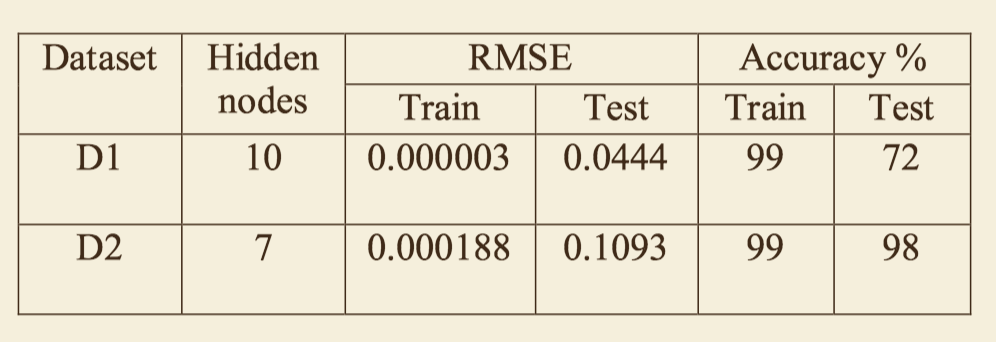 Dataset Hidden nodes RMSE Accuracy %
Train Test Train Test
D1 10 0.000003 0.0444 99 72
D2 7 0.000188 0.1093 99 98